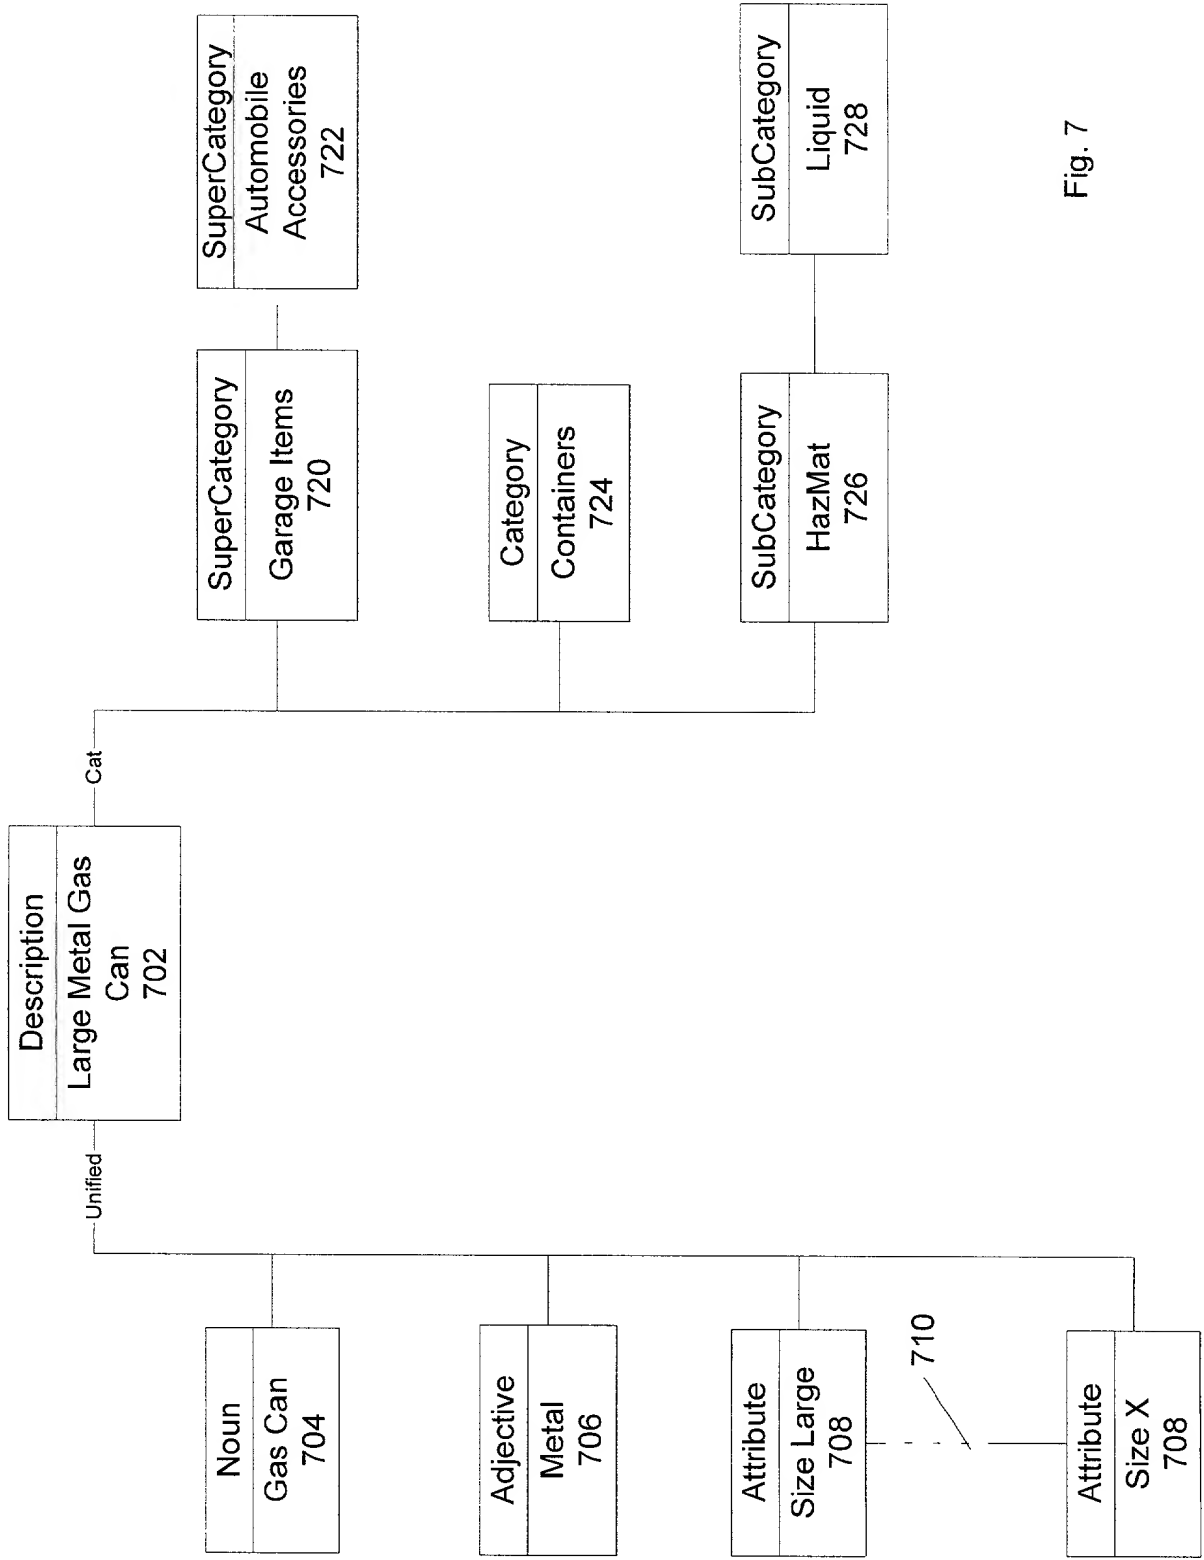 Description
Large Metal Gas
Can
702
Unified
Cat
Noun
Gas Can
704
Adjective
Metal
706
Attribute
Size Large
708
710
Attribute
Size X
708
SuperCategory
Garage Items
720
SuperCategory
Automobile
Accessories
722
Category
Containers
724
SubCategory
HazMat
726
SubCategory
Liquid
728
Fig. 7